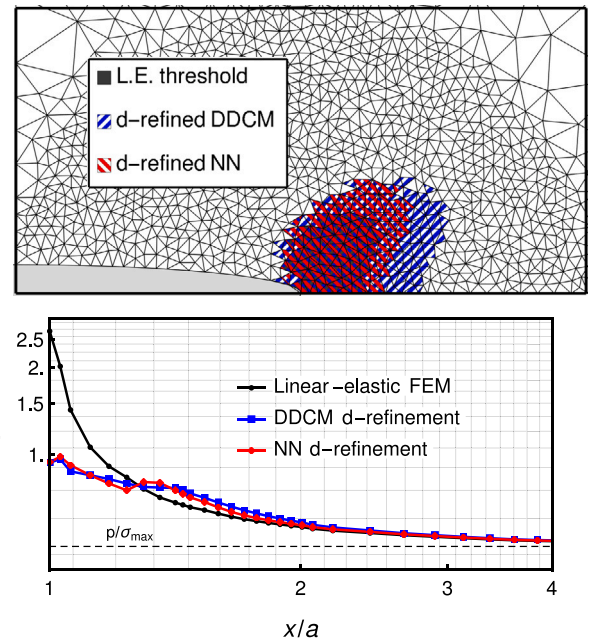 L.E. threshold
d-refined DDCM
d-refined NN
2.5
2.
1.5
1.
Linear-elastic FEM
DDCM d-refinement
NN d-refinement
p/σmax
1 2 3 4
x/a